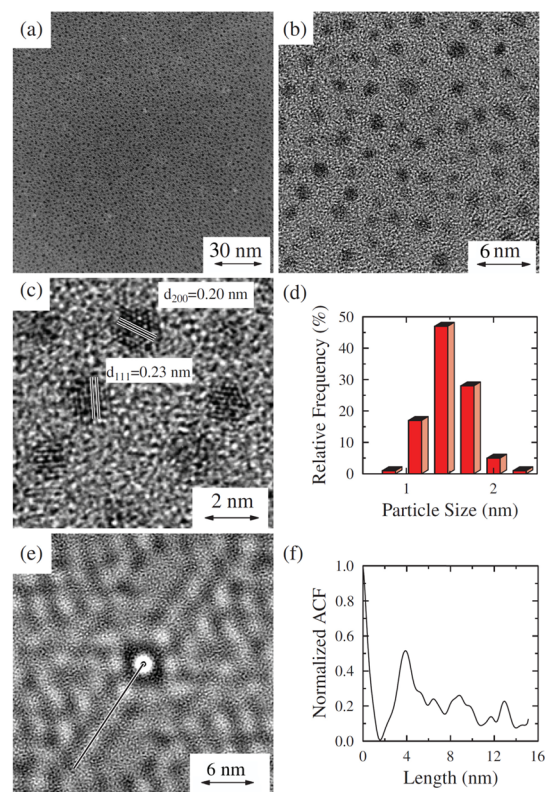 (a)
30 nm
(b)
6 nm
(c)
d200=0.20 nm
d111=0.23 nm
2 nm
(d)
Relative Frequency (%)
50
40
30
20
10
0
1
2
Particle Size (nm)
(e)
6 nm
(f)
Normalized ACF
1.0
0.8
0.6
0.4
0.2
0.0
0
4
8
12
16
Length (nm)